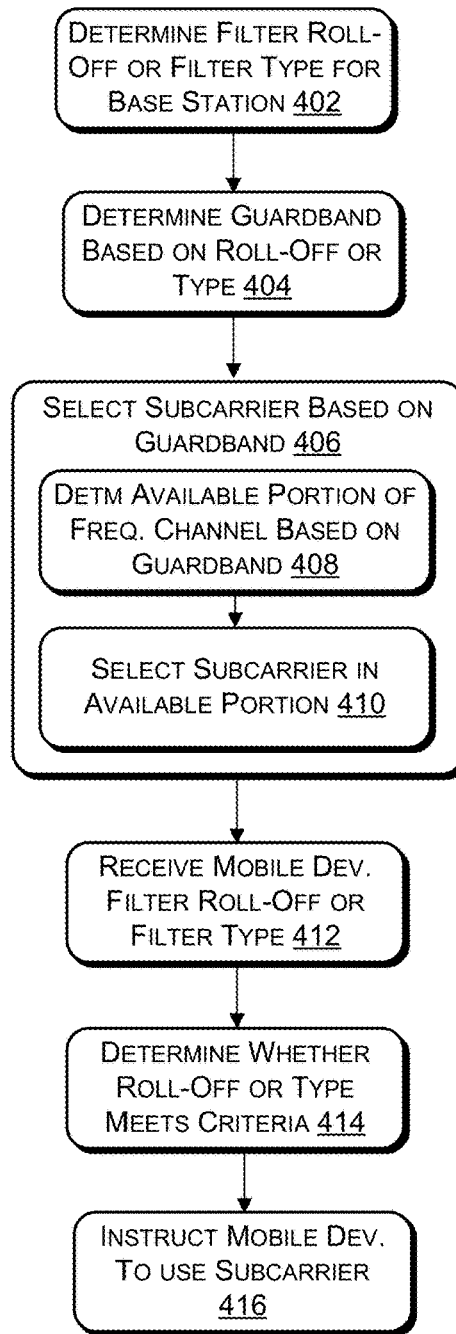 DETERMINE FILTER ROLL-
OFF OR FILTER TYPE FOR
BASE STATION 402
DETERMINE GUARDBAND
BASED ON ROLL-OFF OR
TYPE 404
SELECT SUBCARRIER BASED ON
GUARDBAND 406
DETM AVAILABLE PORTION OF
FREQ. CHANNEL BASED ON
GUARDBAND 408
SELECT SUBCARRIER IN
AVAILABLE PORTION 410
RECEIVE MOBILE DEV.
FILTER ROLL-OFF OR
FILTER TYPE 412
DETERMINE WHETHER
ROLL-OFF OR TYPE
MEETS CRITERIA 414
INSTRUCT MOBILE DEV.
TO USE SUBCARRIER
416